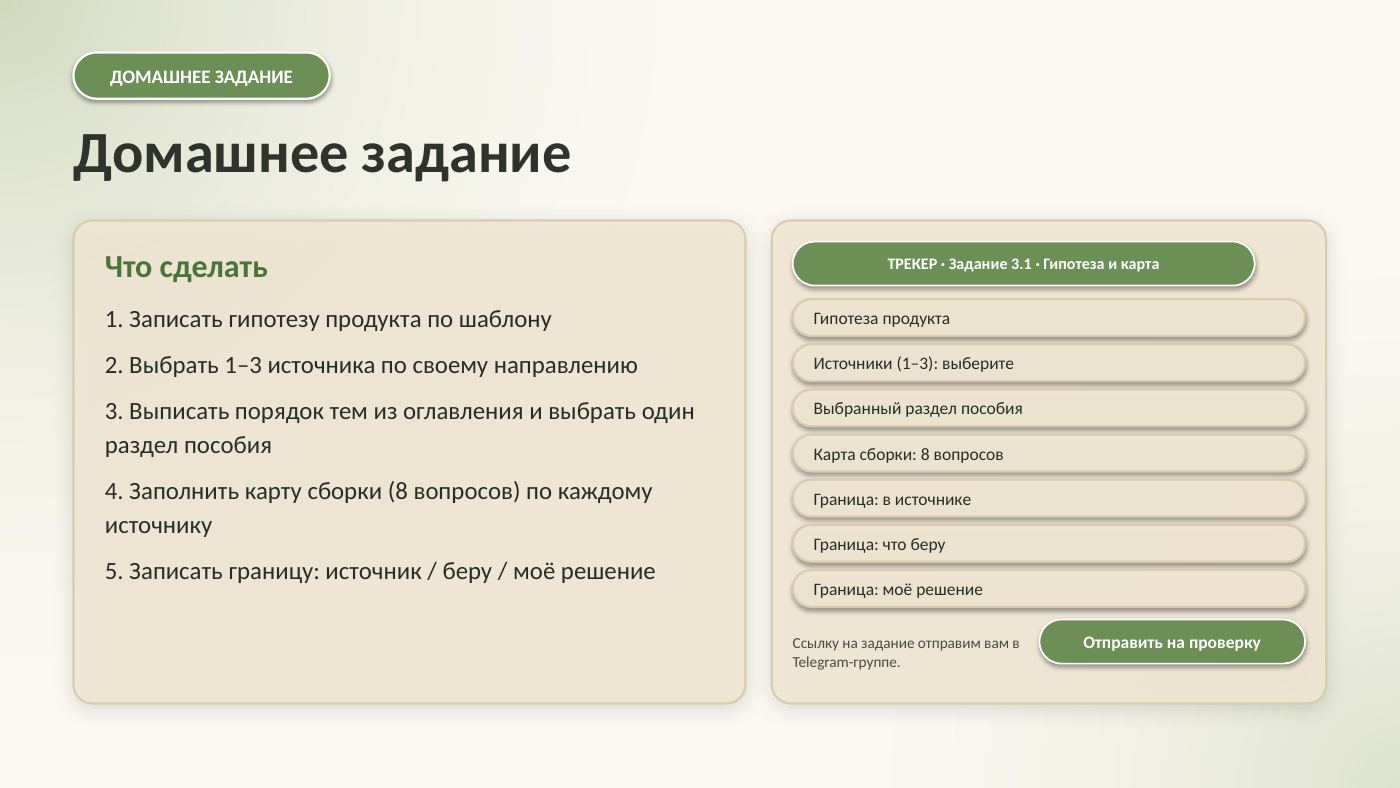 ДОМАШНЕЕ ЗАДАНИЕ
Домашнее задание
Что сделать
1. Записать гипотезу продукта по шаблону
2. Выбрать 1–3 источника по своему направлению
3. Выписать порядок тем из оглавления и выбрать один
раздел пособия
4. Заполнить карту сборки (8 вопросов) по каждому
источнику
5. Записать границу: источник / беру / моё решение
ТРЕКЕР · Задание 3.1 · Гипотеза и карта
Гипотеза продукта
Источники (1–3): выберите
Выбранный раздел пособия
Карта сборки: 8 вопросов
Граница: в источнике
Граница: что беру
Граница: моё решение
Ссылку на задание отправим вам в
Telegram-группе.
Отправить на проверку